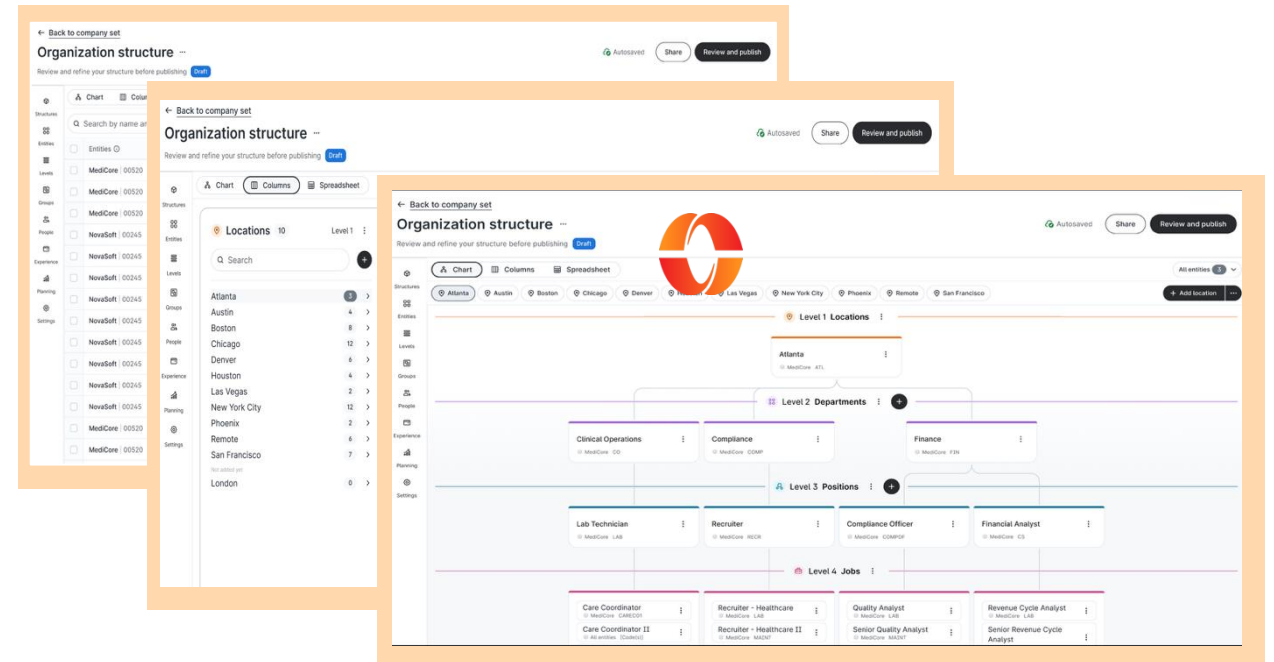 ← Back to company set
Organization structure ···
Autosaved
Share
Review and publish
Review and refine your structure before publishing Draft
Structures
Entities
Levels
Groups
People
Experience
Planning
Settings
Chart
Search by name
Entities
MediCore | 00520
MediCore | 00520
MediCore | 00520
NovaSoft | 00245
NovaSoft | 00245
NovaSoft | 00245
NovaSoft | 00245
NovaSoft | 00245
NovaSoft | 00245
NovaSoft | 00245
NovaSoft | 00245
NovaSoft | 00245
MediCore | 00520
MediCore | 00520
← Back to company set
Organization structure ···
Autosaved
Share
Review and publish
Review and refine your structure before publishing Draft
Structures
Entities
Levels
Groups
People
Experience
Planning
Settings
Chart Columns Spreadsheet
Locations 10 Level 1
Search
Atlanta 3
Austin 4
Boston 8
Chicago 12
Denver 6
Houston 4
Las Vegas 2
New York City 12
Phoenix 2
Remote 6
San Francisco 7
Not added yet
London 0
← Back to company set
Organization structure ···
Autosaved
Share
Review and publish
Review and refine your structure before publishing Draft
Structures
Entities
Levels
Groups
People
Experience
Planning
Settings
Chart Columns Spreadsheet
All entities 3
Atlanta Austin Boston Chicago Denver Las Vegas New York City Phoenix Remote San Francisco
+ Add location ···
Level 1 Locations
Atlanta
MediCore ATL
Level 2 Departments
Clinical Operations
MediCore CO
Compliance
MediCore COMP
Finance
MediCore FIN
Level 3 Positions
Lab Technician
MediCore LAB
Recruiter
MediCore RECR
Compliance Officer
MediCore COMPOF
Financial Analyst
MediCore CS
Level 4 Jobs
Care Coordinator
MediCore CARECO1
Care Coordinator II
All entities
Recruiter - Healthcare
MediCore LAB
Recruiter - Healthcare II
MediCore MAINT
Quality Analyst
MediCore LAB
Senior Quality Analyst
MediCore MAINT
Revenue Cycle Analyst
MediCore LAB
Senior Revenue Cycle
Analyst